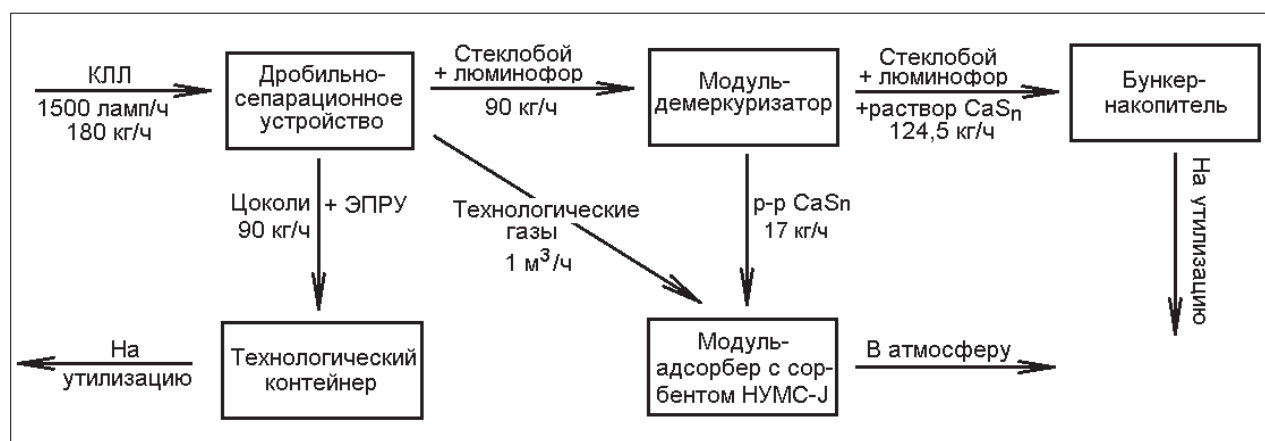 КЛЛ
1500 ламп/ч
180 кг/ч
Дробильно-
сепарационное
устройство
Стеклобой
+ люминофор
90 кг/ч
Модуль-
демеркуризатор
Стеклобой
+ люминофор
+раствор CaSn
124,5 кг/ч
Бункер-
накопитель
Цоколи + ЭПРУ
90 кг/ч
Технологические
газы
1 м³/ч
р-р CaSn
17 кг/ч
На утилизацию
На
утилизацию
Технологический
контейнер
Модуль-
адсорбер с сор-
бентом НУМС-J
В атмосферу